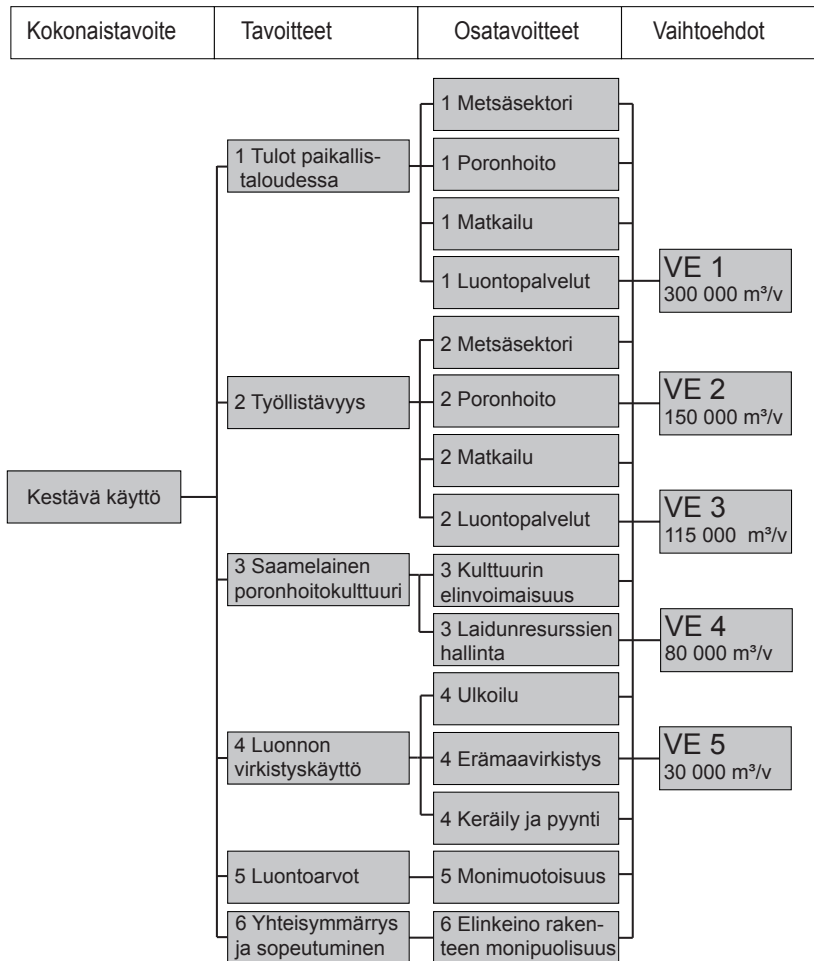 Kokonaistavoite
Tavoitteet
Osatavoitteet
Vaihtoehdot
Kestävä käyttö
1 Tulot paikallis-
taloudessa
2 Työllistävyys
3 Saamelainen
poronhoitokulttuuri
4 Luonnon
virkistyskäyttö
5 Luontoarvot
6 Yhteisymmärrys
ja sopeutuminen
1 Metsäsektori
1 Poronhoito
1 Matkailu
1 Luontopalvelut
2 Metsäsektori
2 Poronhoito
2 Matkailu
2 Luontopalvelut
3 Kulttuurin
elinvoimaisuus
3 Laidunresurssien
hallinta
4 Ulkoilu
4 Erämaavirkistys
4 Keräily ja pyynti
5 Monimuotoisuus
6 Elinkeino raken-
teen monipuolisuus
VE 1
300 000 m³/v
VE 2
150 000 m³/v
VE 3
115 000 m³/v
VE 4
80 000 m³/v
VE 5
30 000 m³/v